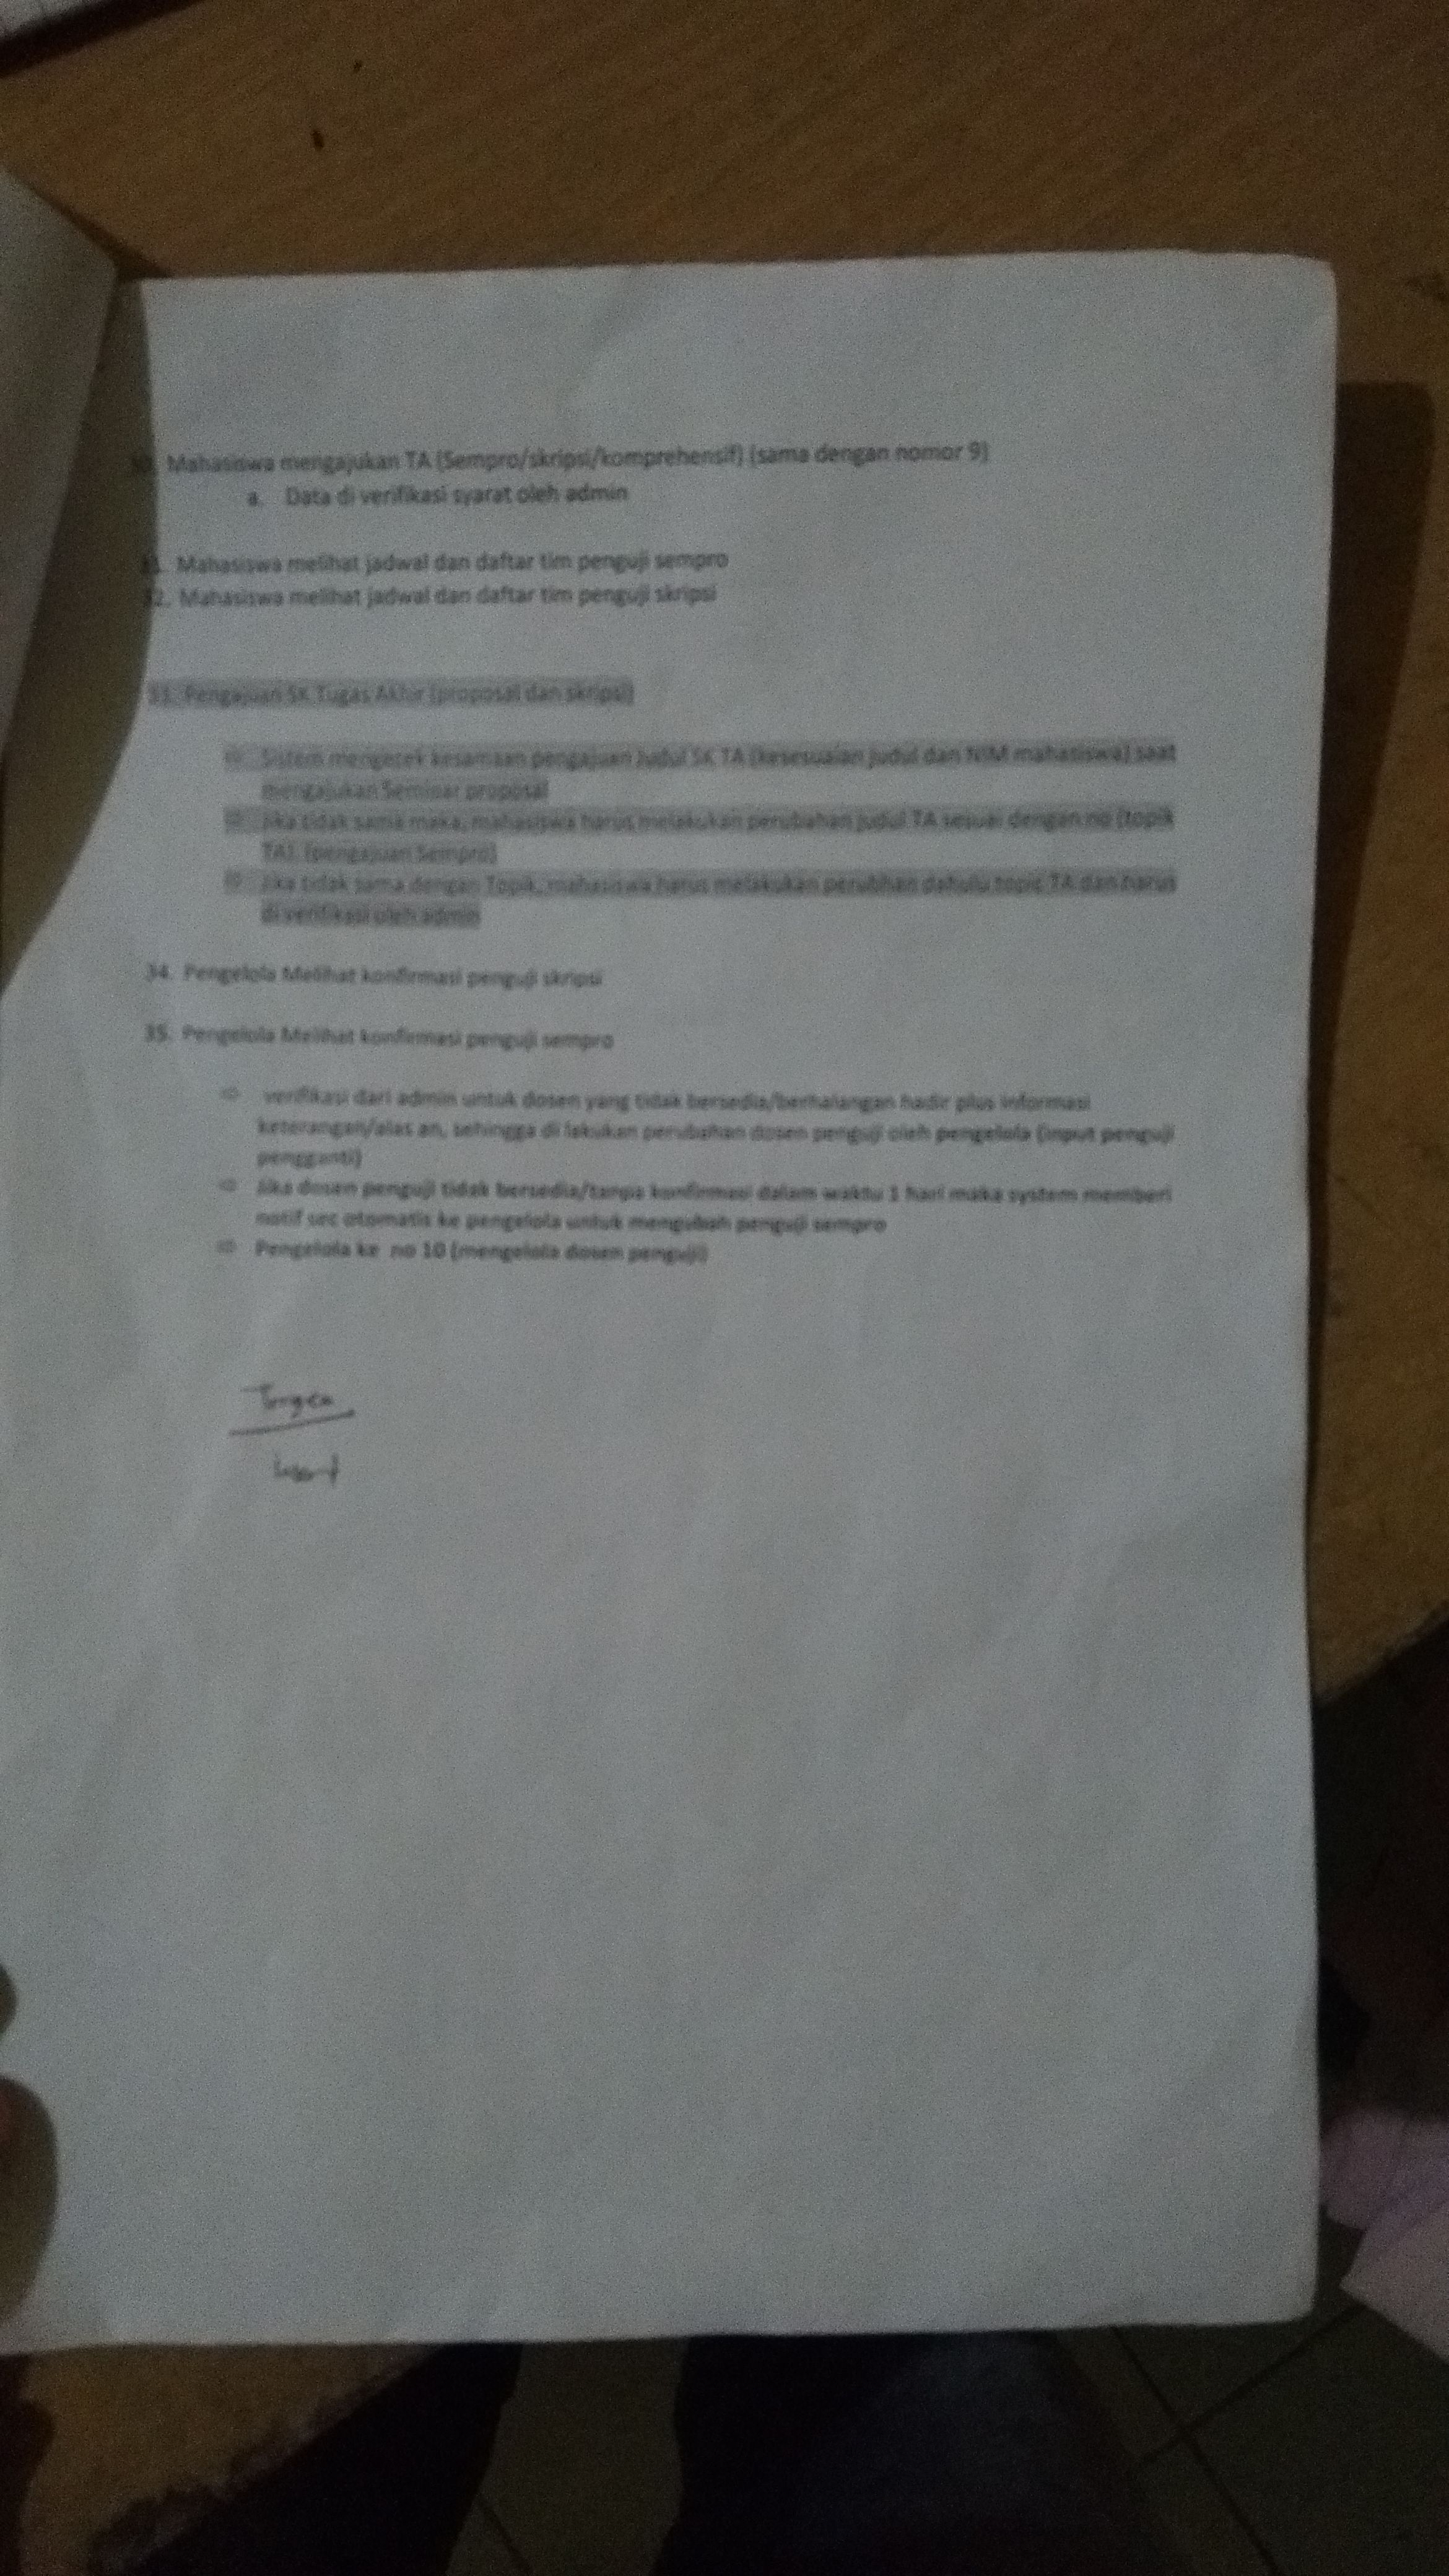 30. Mahasiswa mengajukan TA (Sempro/skripsi/komprehensif) (sama dengan nomor 9)
a. Data di verifikasi syarat oleh admin
31. Mahasiswa melihat jadwal dan daftar tim penguji sempro
32. Mahasiswa melihat jadwal dan daftar tim penguji skripsi
33. Pengajuan SK Tugas Akhir (proposal dan skripsi)
Sistem mengecek kesamaan pengajuan judul SK TA (kesesuaian judul dan NIM mahasiswa) saat
mengajukan Seminar proposal
Jika tidak sama maka, mahasiswa harus melakukan perubahan judul TA sesuai dengan no (topik
TA). (pengajuan Sempro)
Jika tidak sama dengan Topik, mahasiswa harus melakukan perubhan dahulu topic TA dan harus
di verifikasi oleh admin
34. Pengelola Melihat konfirmasi penguji skripsi
35. Pengelola Melihat konfirmasi penguji sempro
⇨ verifikasi dari admin untuk dosen yang tidak bersedia/berhalangan hadir plus informasi
keterangan/alas an, sehingga di lakukan perubahan dosen penguji oleh pengelola (input penguji
pengganti)
⇨ Jika dosen penguji tidak bersedia/tanpa konfirmasi dalam waktu 1 hari maka system memberi
notif sec otomatis ke pengelola untuk mengubah penguji sempro
⇨ Pengelola ke no 10 (mengelola dosen penguji)